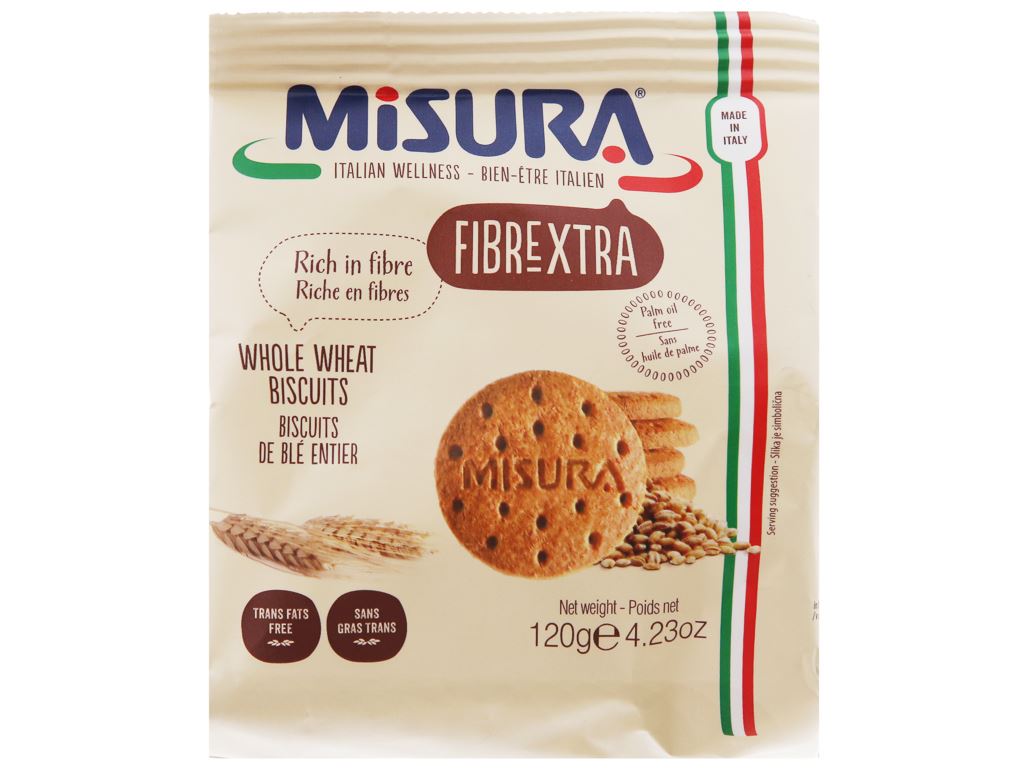 MiSURA®
ITALIAN WELLNESS - BIEN-ÊTRE ITALIEN
MADE
IN
ITALY
FIBREXTRA
Rich in fibre
Riche en fibres
Palm oil
free
Sans
huile de palme
WHOLE WHEAT
BISCUITS
BISCUITS
DE BLÉ ENTIER
MISURA
Serving suggestion - Slika je simbolična
TRANS FATS
FREE
SANS
GRAS TRANS
Net weight - Poids net
120g e 4.23oz